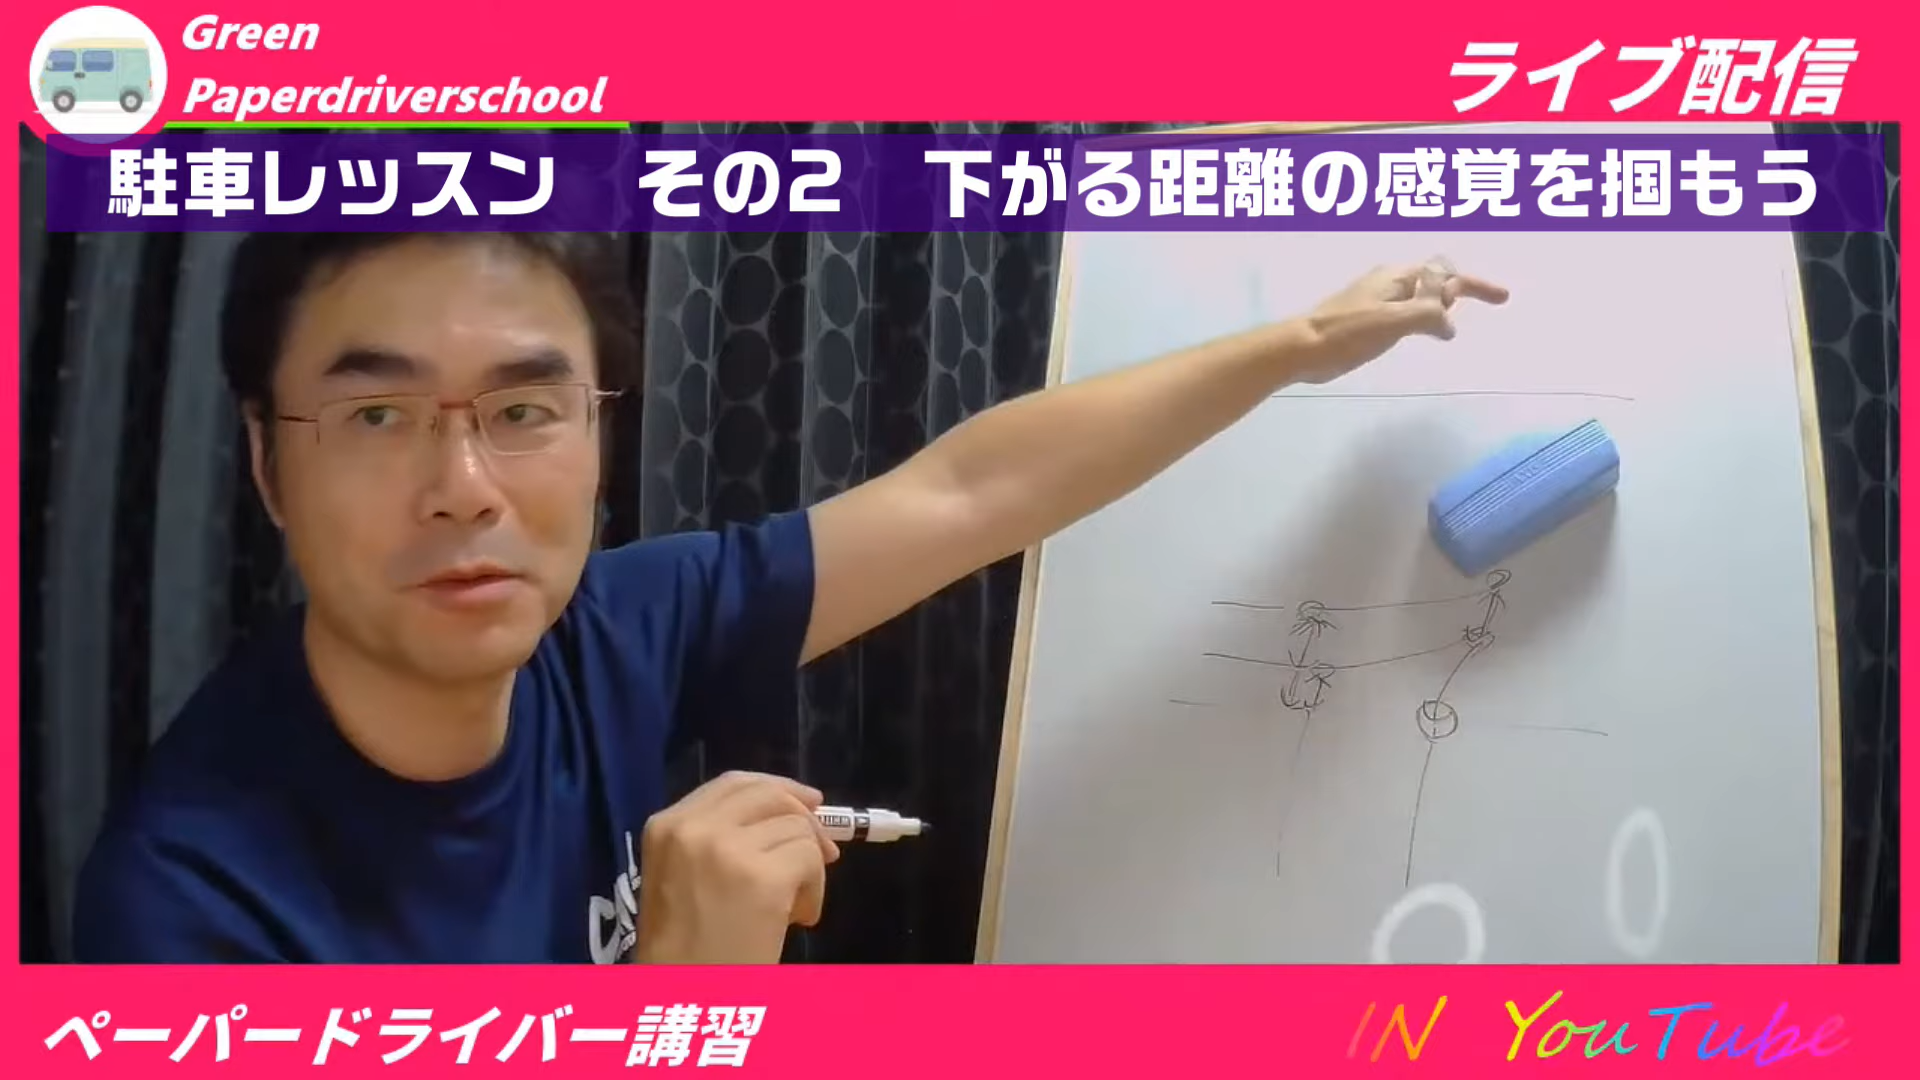 Green
Paperdriverschool
ライブ配信
駐車レッスン その2 下がる距離の感覚を掴もう
ペーパードライバー講習
IN YouTube